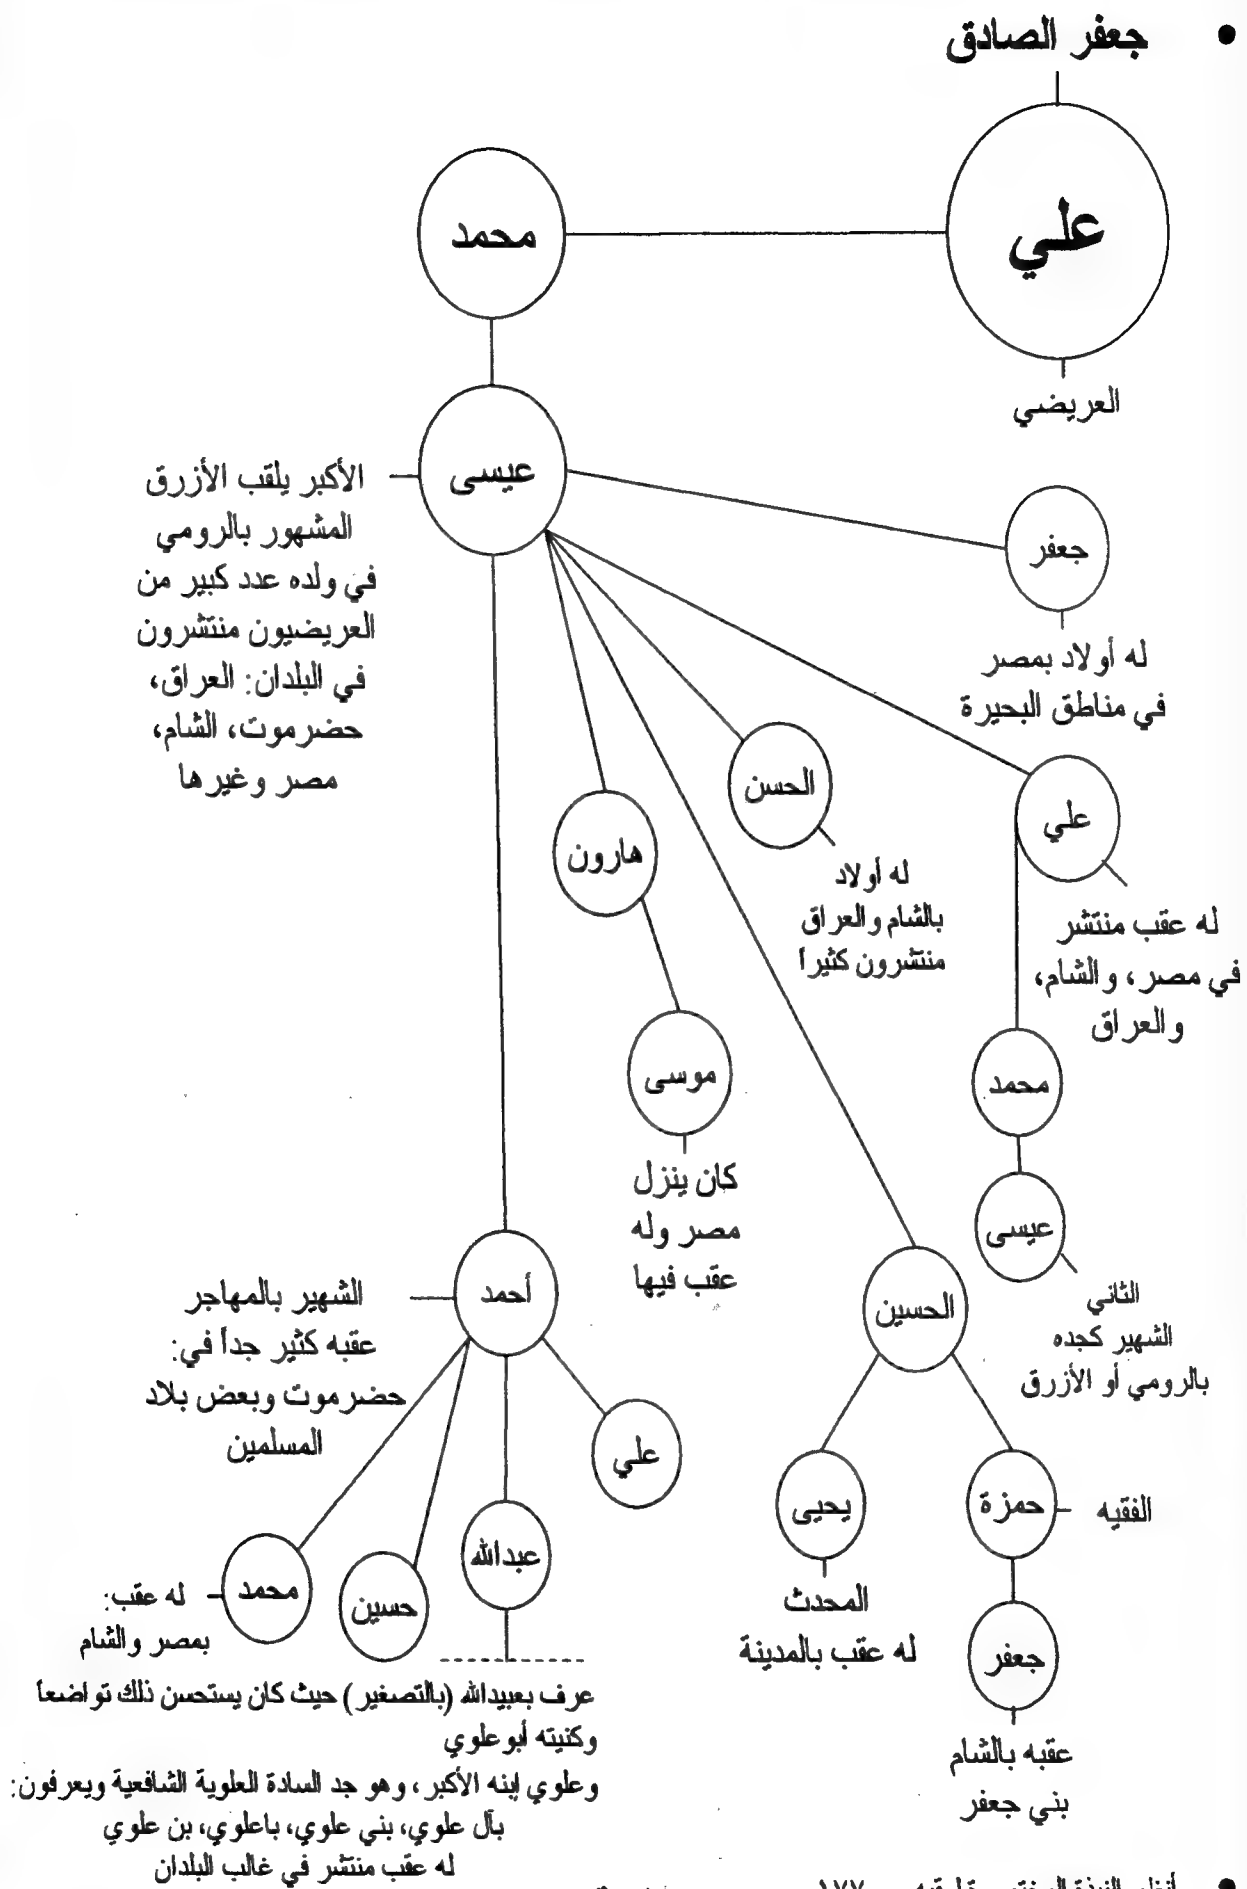 • جعفر الصادق
علي
محمد
العريضي
عيسى
الأكبر يلقب الأزرق
المشهور بالرومي
في ولده عدد كبير من
العريضيون منتشرون
في البلدان: العراق،
حضرموت، الشام،
مصر وغيرها
جعفر
له أولاد بمصر
في مناطق البحيرة
الحسن
له أولاد
بالشام والعراق
منتشرون كثيراً
علي
له عقب منتشر
في مصر، والشام،
والعراق
هارون
موسى
كان ينزل
مصر وله
عقب فيها
محمد
عيسى
الثاني
الشهير كجده
بالرومي أو الأزرق
الحسين
أحمد
الشهير بالمهاجر
عقبه كثير جداً في:
حضرموت وبعض بلاد
المسلمين
علي
يحيى
المحدث
له عقب بالمدينة
حمزة
الفقيه
جعفر
عقبه بالشام
بني جعفر
عبدالله
حسين
محمد
له عقب:
بمصر والشام
عرف بعبيدالله (بالتصغير) حيث كان يستحسن ذلك تواضعاً
وكنيته أبو علوي
وعلوي إبنه الأكبر، وهو جد السادة العلوية الشافعية ويعرفون:
بآل علوي، بني علوي، باعلوي، بن علوي
له عقب منتشر في غالب البلدان
• أنظر